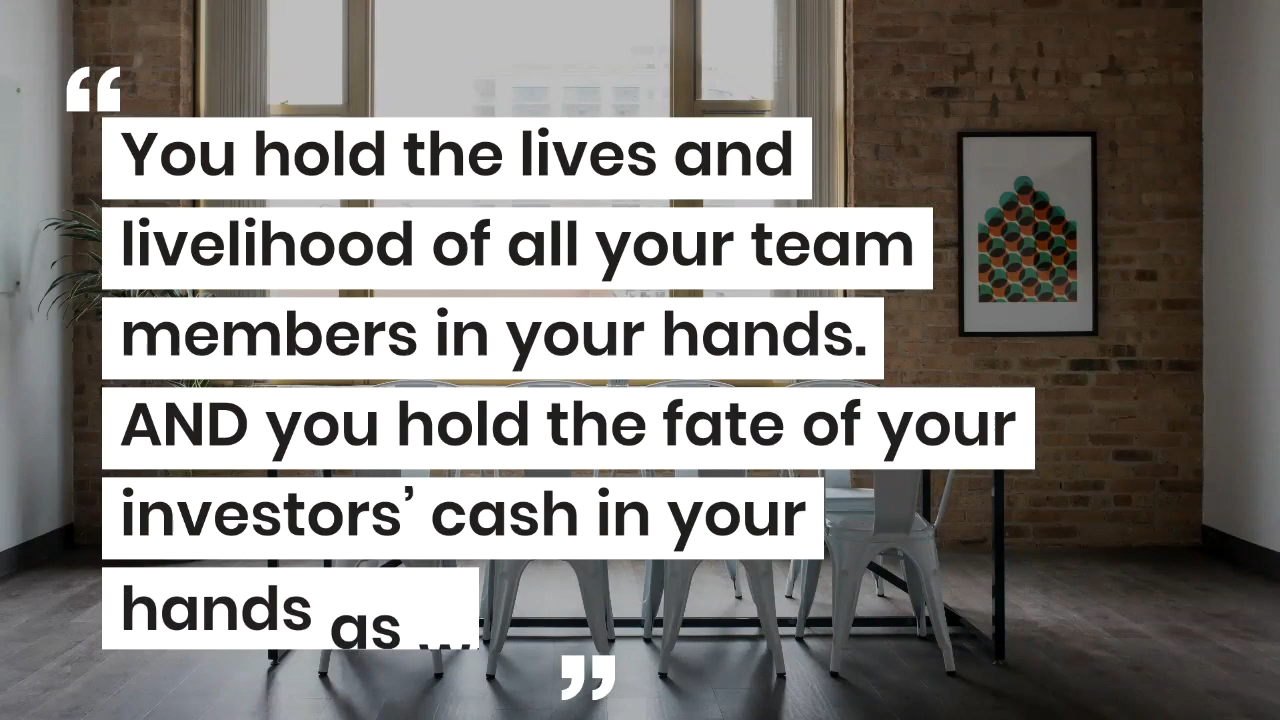 “
You hold the lives and
livelihood of all your team
members in your hands.
AND you hold the fate of your
investors’ cash in your
hands as
”